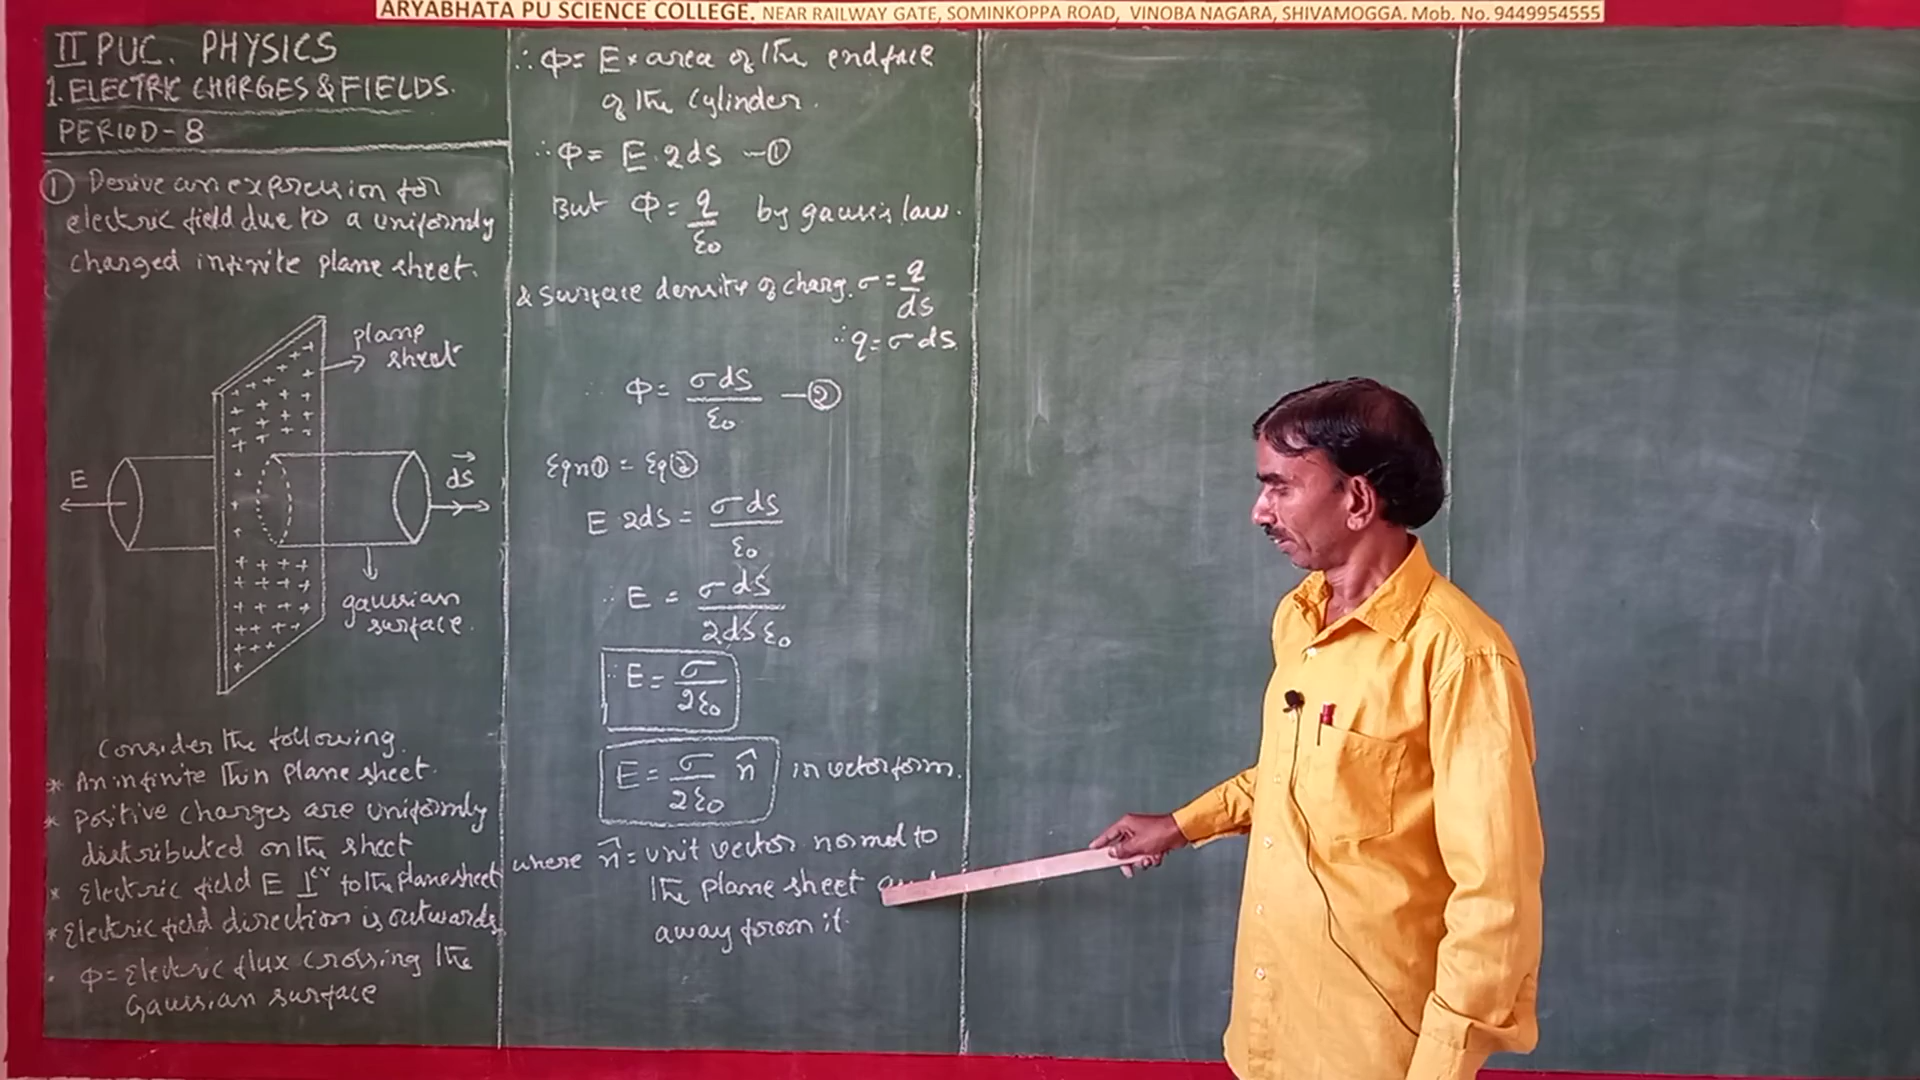 ARYABHATA PU SCIENCE COLLEGE. NEAR RAILWAY GATE, SOMINKOPPA ROAD, VINOBA NAGARA, SHIVAMOGGA. Mob. No. 9449954555
II PUC. PHYSICS
1. ELECTRIC CHARGES & FIELDS.
PERIOD-8
① Derive an expression for
electric field due to a uniformly
charged infinite plane sheet.
plane
sheet
E
ds
gaussian
surface.
Consider the following.
* An infinite thin plane sheet.
* Positive charges are uniformly
distributed on the sheet
* Electric field E ⊥er to the plane sheet
* Electric field direction is outwards
. Φ = Electric flux crossing the
Gaussian surface
∴ Φ = E × area of the endface
of the cylinder.
∴ Φ = E · 2ds —①
But Φ = q/ε₀ by gauss's law.
& Surface density of charg. σ = q/ds
∴ q = σ ds
∴ Φ = σds/ε₀ —②
Eqn① = Eq②
E 2ds = σ ds/ε₀
∴ E = σ ds/2ds ε₀
∴ E = σ/2ε₀
E = σ/2ε₀ n̂ in vector form.
where n̂ = unit vector normal to
the plane sheet
away from it.